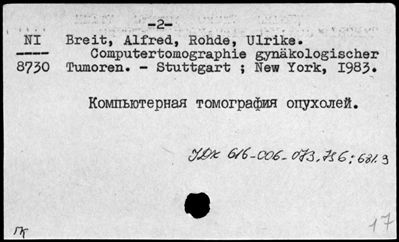 -2-
NI Breit, Alfred, Rohde, Ulrike.
Computertomographie gynäkologischer
8730 Tumoren. - Stuttgart ; New York, I983.
Компьютерная томография опухолей.
УДК 616-006-073.756; 681.3
17